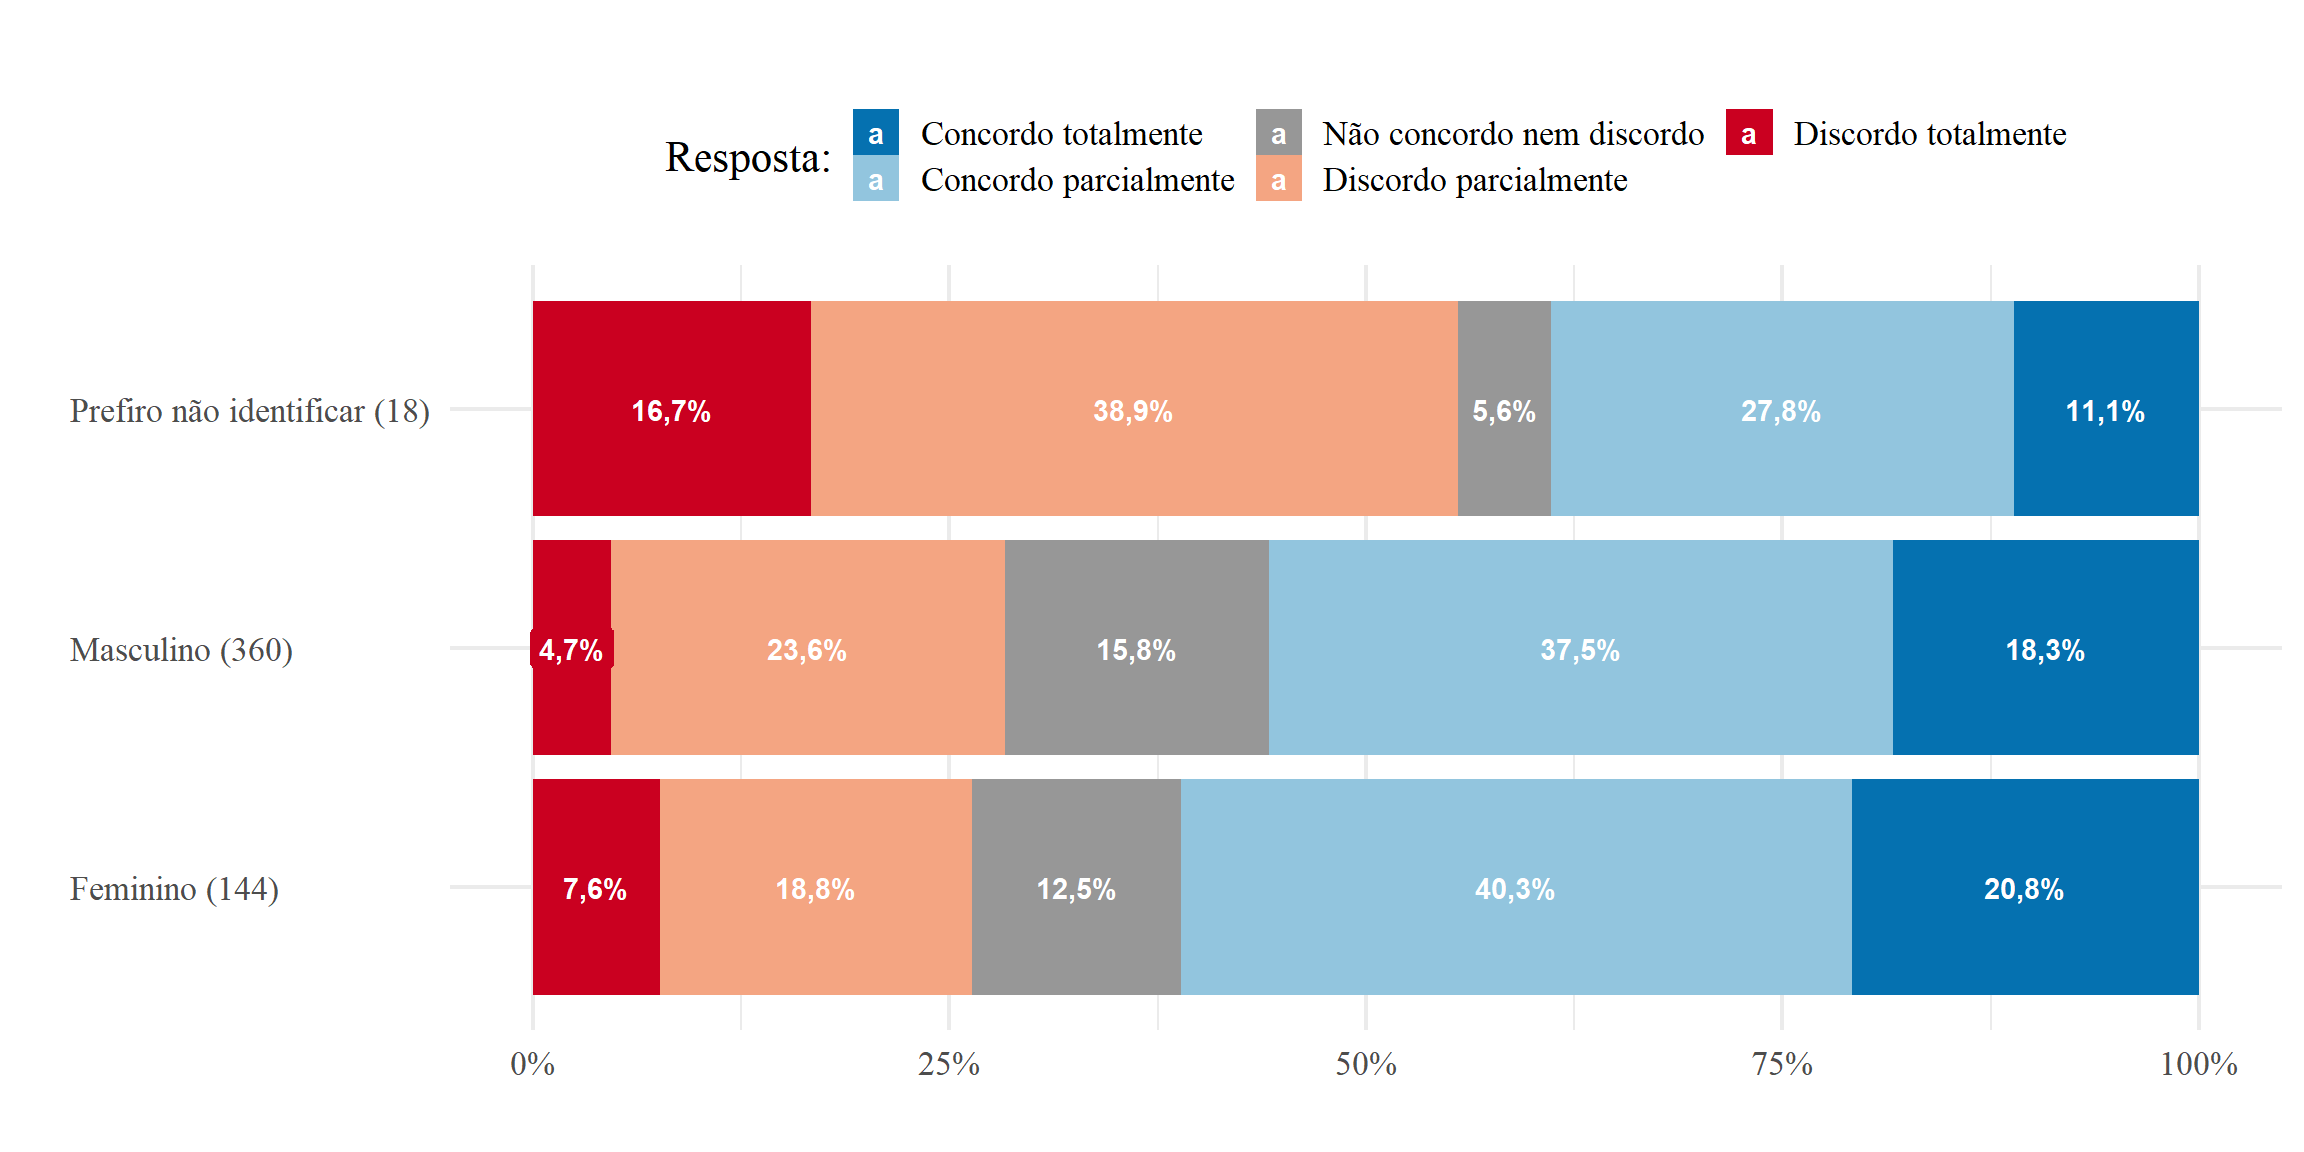 Resposta:
a Concordo totalmente
a Concordo parcialmente
a Não concordo nem discordo
a Discordo parcialmente
a Discordo totalmente
Prefiro não identificar (18)
16,7% 38,9% 5,6% 27,8% 11,1%
Masculino (360)
4,7% 23,6% 15,8% 37,5% 18,3%
Feminino (144)
7,6% 18,8% 12,5% 40,3% 20,8%
0% 25% 50% 75% 100%